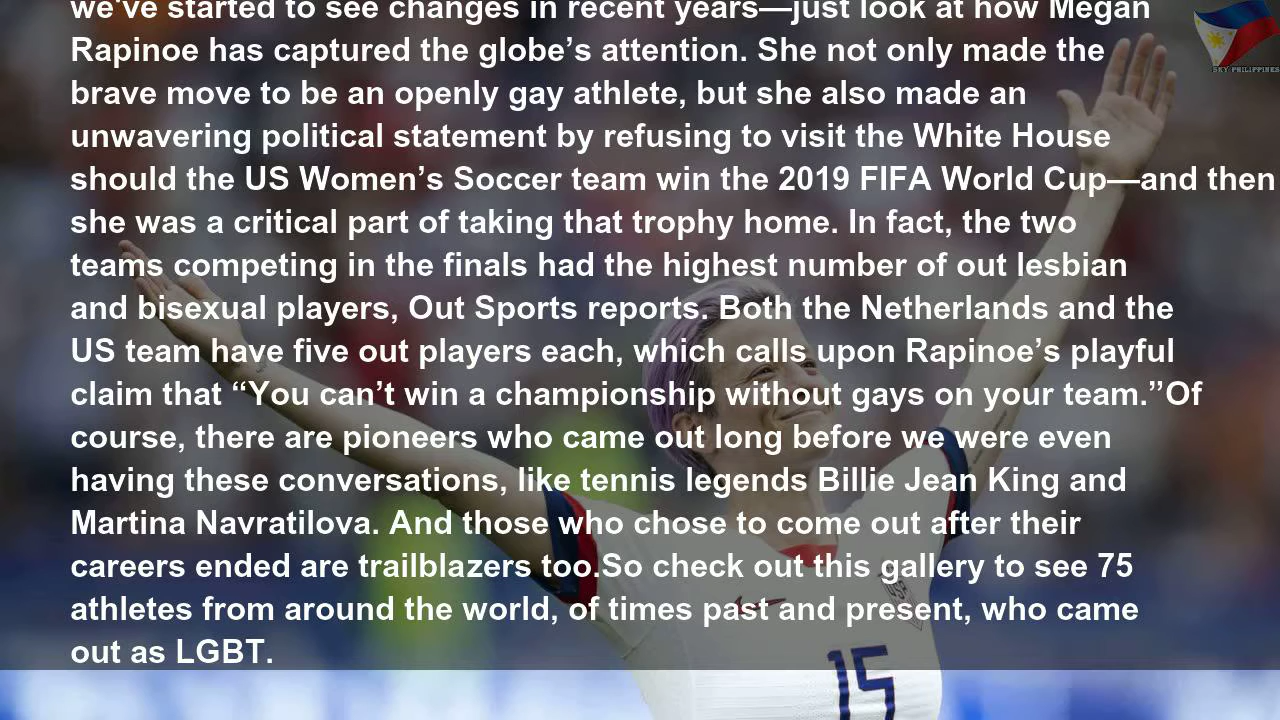 we've started to see changes in recent years—just look at how Megan
Rapinoe has captured the globe’s attention. She not only made the
brave move to be an openly gay athlete, but she also made an
unwavering political statement by refusing to visit the White House
should the US Women’s Soccer team win the 2019 FIFA World Cup—and then
she was a critical part of taking that trophy home. In fact, the two
teams competing in the finals had the highest number of out lesbian
and bisexual players, Out Sports reports. Both the Netherlands and the
US team have five out players each, which calls upon Rapinoe’s playful
claim that “You can’t win a championship without gays on your team.”Of
course, there are pioneers who came out long before we were even
having these conversations, like tennis legends Billie Jean King and
Martina Navratilova. And those who chose to come out after their
careers ended are trailblazers too.So check out this gallery to see 75
athletes from around the world, of times past and present, who came
out as LGBT.
SKY PHILIPPINES
15